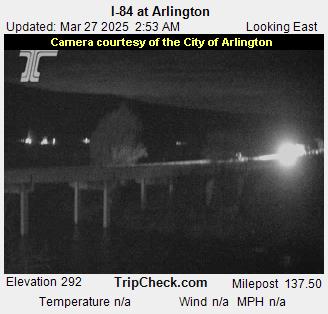 I-84 at Arlington
Updated: Mar 27 2025 2:53 AM Looking East
Camera courtesy of the City of Arlington
Elevation 292 TripCheck.com Milepost 137.50
Temperature n/a Wind n/a MPH n/a